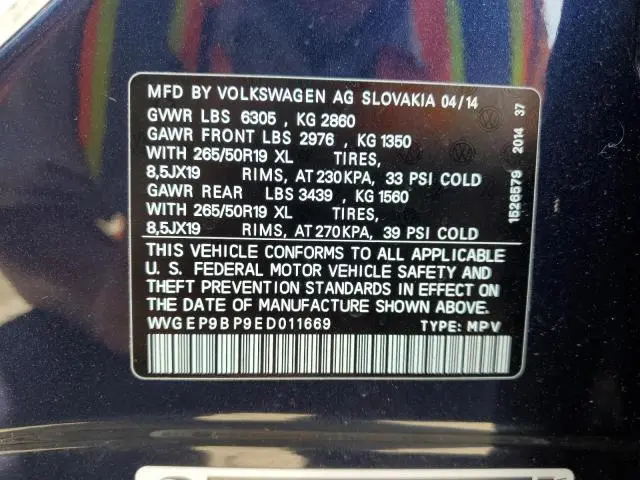 MFD BY VOLKSWAGEN AG SLOVAKIA 04/14
GVWR LBS 6305 , KG 2860
GAWR FRONT LBS 2976 , KG 1350
WITH 265/50R19 XL TIRES,
8,5JX19 RIMS, AT 230KPA, 33 PSI COLD
GAWR REAR LBS 3439 , KG 1560
WITH 265/50R19 XL TIRES,
8,5JX19 RIMS, AT 270KPA, 39 PSI COLD
THIS VEHICLE CONFORMS TO ALL APPLICABLE
U. S. FEDERAL MOTOR VEHICLE SAFETY AND
THEFT PREVENTION STANDARDS IN EFFECT ON
THE DATE OF MANUFACTURE SHOWN ABOVE.
WVGEP9BP9ED011669 TYPE: MPV
1526579 2014 37